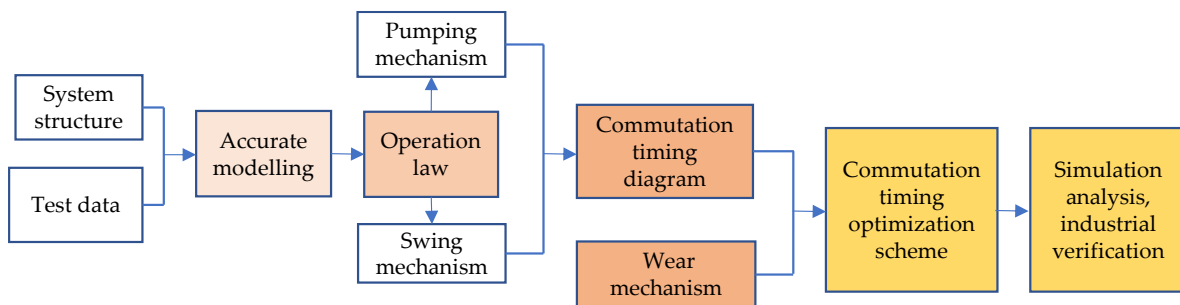 System
structure
Test data
Accurate
modelling
Operation
law
Pumping
mechanism
Swing
mechanism
Commutation
timing
diagram
Wear
mechanism
Commutation
timing
optimization
scheme
Simulation
analysis,
industrial
verification